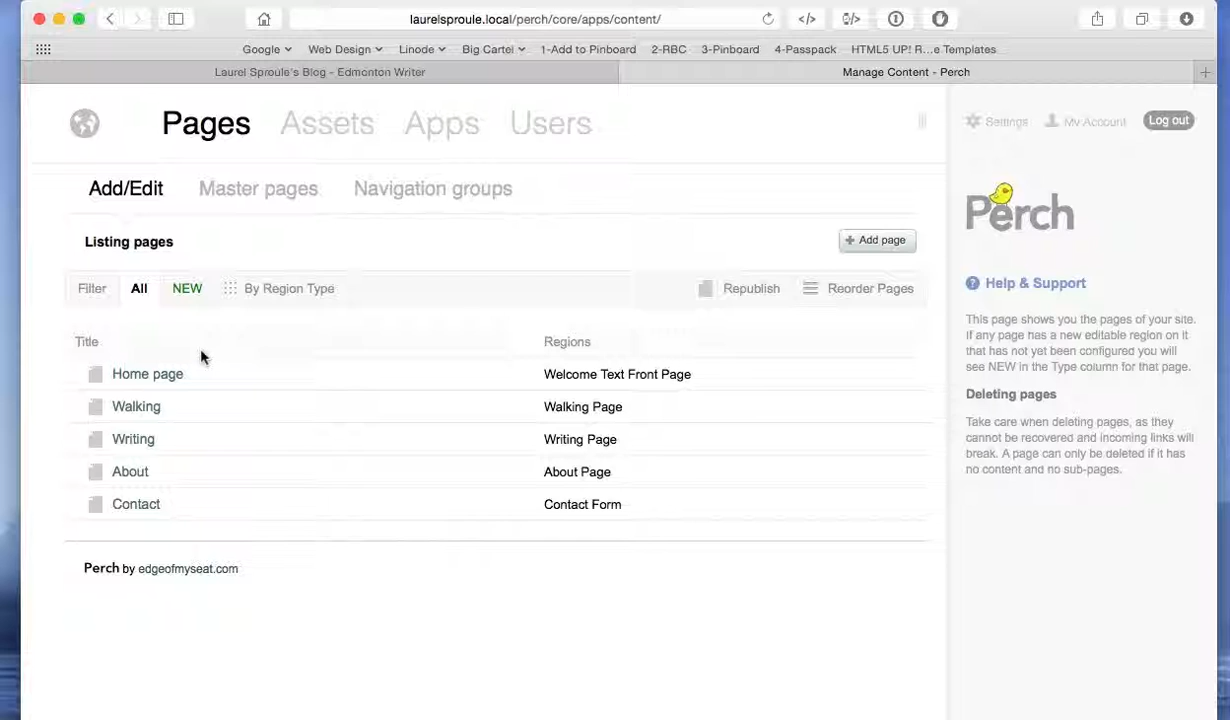 laurelsproule.local/perch/core/apps/content/
Google Web Design Linode Big Cartel 1-Add to Pinboard 2-RBC 3-Pinboard 4-Passpack HTML5 UP! R...e Templates
Laurel Sproule's Blog - Edmonton Writer Manage Content - Perch
Pages Assets Apps Users
Settings My Account Log out
Add/Edit Master pages Navigation groups
Perch
Listing pages + Add page
Filter All NEW By Region Type Republish Reorder Pages
Title Regions
Home page Welcome Text Front Page
Walking Walking Page
Writing Writing Page
About About Page
Contact Contact Form
Perch by edgeofmyseat.com
? Help & Support
This page shows you the pages of your site.
If any page has a new editable region on it
that has not yet been configured you will
see NEW in the Type column for that page.
Deleting pages
Take care when deleting pages, as they
cannot be recovered and incoming links will
break. A page can only be deleted if it has
no content and no sub-pages.